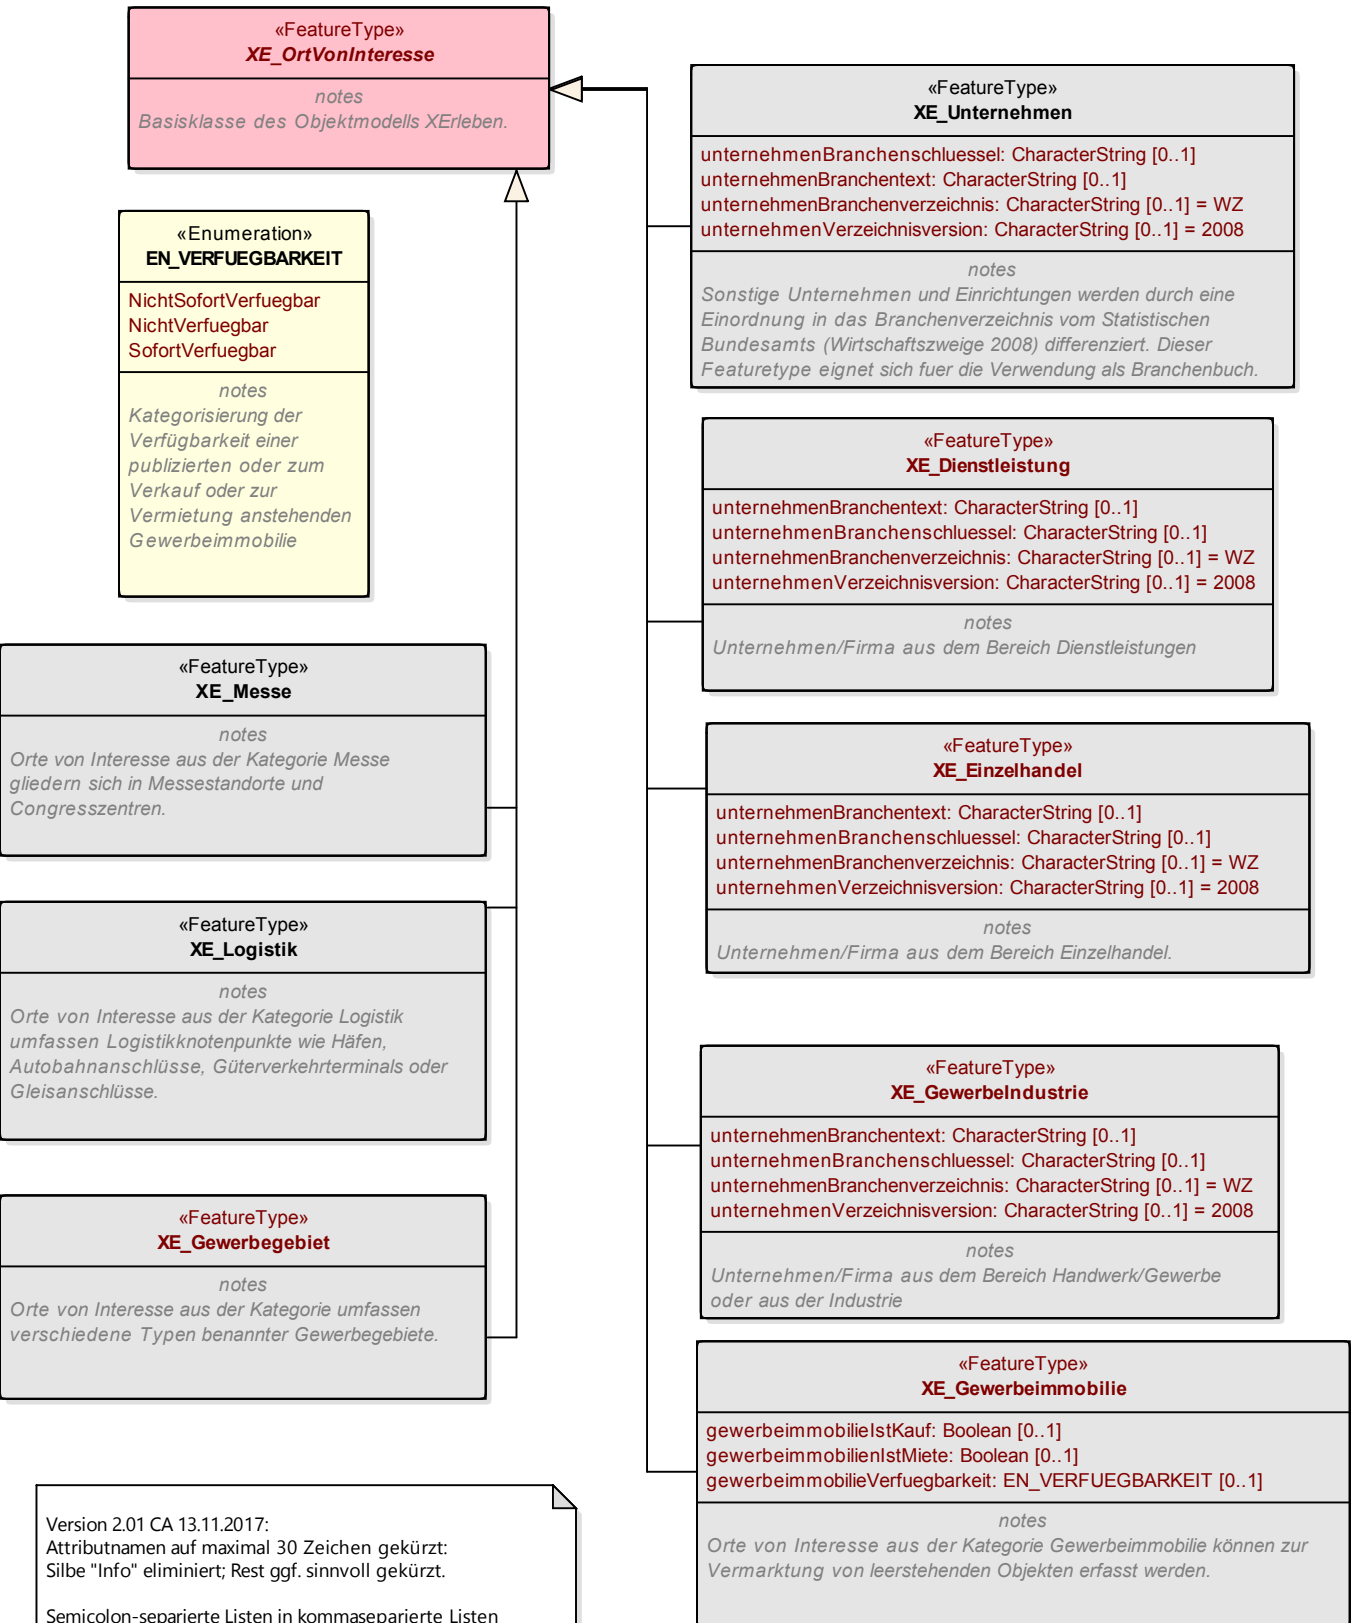 «FeatureType»
XE_OrtVonInteresse
notes
Basisklasse des Objektmodells XErleben.
«Enumeration»
EN_VERFUEGBARKEIT
NichtSofortVerfuegbar
NichtVerfuegbar
SofortVerfuegbar
notes
Kategorisierung der
Verfügbarkeit einer
publizierten oder zum
Verkauf oder zur
Vermietung anstehenden
Gewerbeimmobilie
«FeatureType»
XE_Messe
notes
Orte von Interesse aus der Kategorie Messe
gliedern sich in Messestandorte und
Congresszentren.
«FeatureType»
XE_Logistik
notes
Orte von Interesse aus der Kategorie Logistik
umfassen Logistikknotenpunkte wie Häfen,
Autobahnanschlüsse, Güterverkehrterminals oder
Gleisanschlüsse.
«FeatureType»
XE_Gewerbegebiet
notes
Orte von Interesse aus der Kategorie umfassen
verschiedene Typen benannter Gewerbegebiete.
Version 2.01 CA 13.11.2017:
Attributnamen auf maximal 30 Zeichen gekürzt:
Silbe "Info" eliminiert; Rest ggf. sinnvoll gekürzt.
Semicolon-separierte Listen in kommaseparierte Listen
«FeatureType»
XE_Unternehmen
unternehmenBranchenschluessel: CharacterString [0..1]
unternehmenBranchentext: CharacterString [0..1]
unternehmenBranchenverzeichnis: CharacterString [0..1] = WZ
unternehmenVerzeichnisversion: CharacterString [0..1] = 2008
notes
Sonstige Unternehmen und Einrichtungen werden durch eine
Einordnung in das Branchenverzeichnis vom Statistischen
Bundesamts (Wirtschaftszweige 2008) differenziert. Dieser
Featuretype eignet sich fuer die Verwendung als Branchenbuch.
«FeatureType»
XE_Dienstleistung
unternehmenBranchentext: CharacterString [0..1]
unternehmenBranchenschluessel: CharacterString [0..1]
unternehmenBranchenverzeichnis: CharacterString [0..1] = WZ
unternehmenVerzeichnisversion: CharacterString [0..1] = 2008
notes
Unternehmen/Firma aus dem Bereich Dienstleistungen
«FeatureType»
XE_Einzelhandel
unternehmenBranchentext: CharacterString [0..1]
unternehmenBranchenschluessel: CharacterString [0..1]
unternehmenBranchenverzeichnis: CharacterString [0..1] = WZ
unternehmenVerzeichnisversion: CharacterString [0..1] = 2008
notes
Unternehmen/Firma aus dem Bereich Einzelhandel.
«FeatureType»
XE_GewerbeIndustrie
unternehmenBranchentext: CharacterString [0..1]
unternehmenBranchenschluessel: CharacterString [0..1]
unternehmenBranchenverzeichnis: CharacterString [0..1] = WZ
unternehmenVerzeichnisversion: CharacterString [0..1] = 2008
notes
Unternehmen/Firma aus dem Bereich Handwerk/Gewerbe
oder aus der Industrie
«FeatureType»
XE_Gewerbeimmobilie
gewerbeimmobilieIstKauf: Boolean [0..1]
gewerbeimmobilienIstMiete: Boolean [0..1]
gewerbeimmobilieVerfuegbarkeit: EN_VERFUEGBARKEIT [0..1]
notes
Orte von Interesse aus der Kategorie Gewerbeimmobilie können zur
Vermarktung von leerstehenden Objekten erfasst werden.